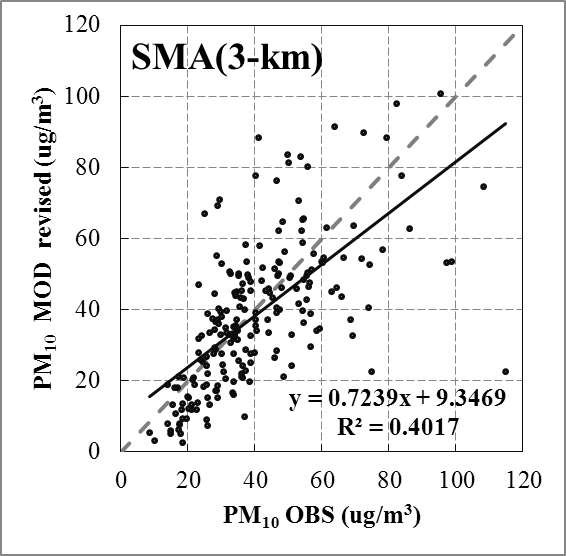 SMA(3-km)
120
100
80
60
40
20
0
PM₁₀ MOD revised (ug/m³)
y = 0.7239x + 9.3469
R² = 0.4017
0 20 40 60 80 100 120
PM₁₀ OBS (ug/m³)